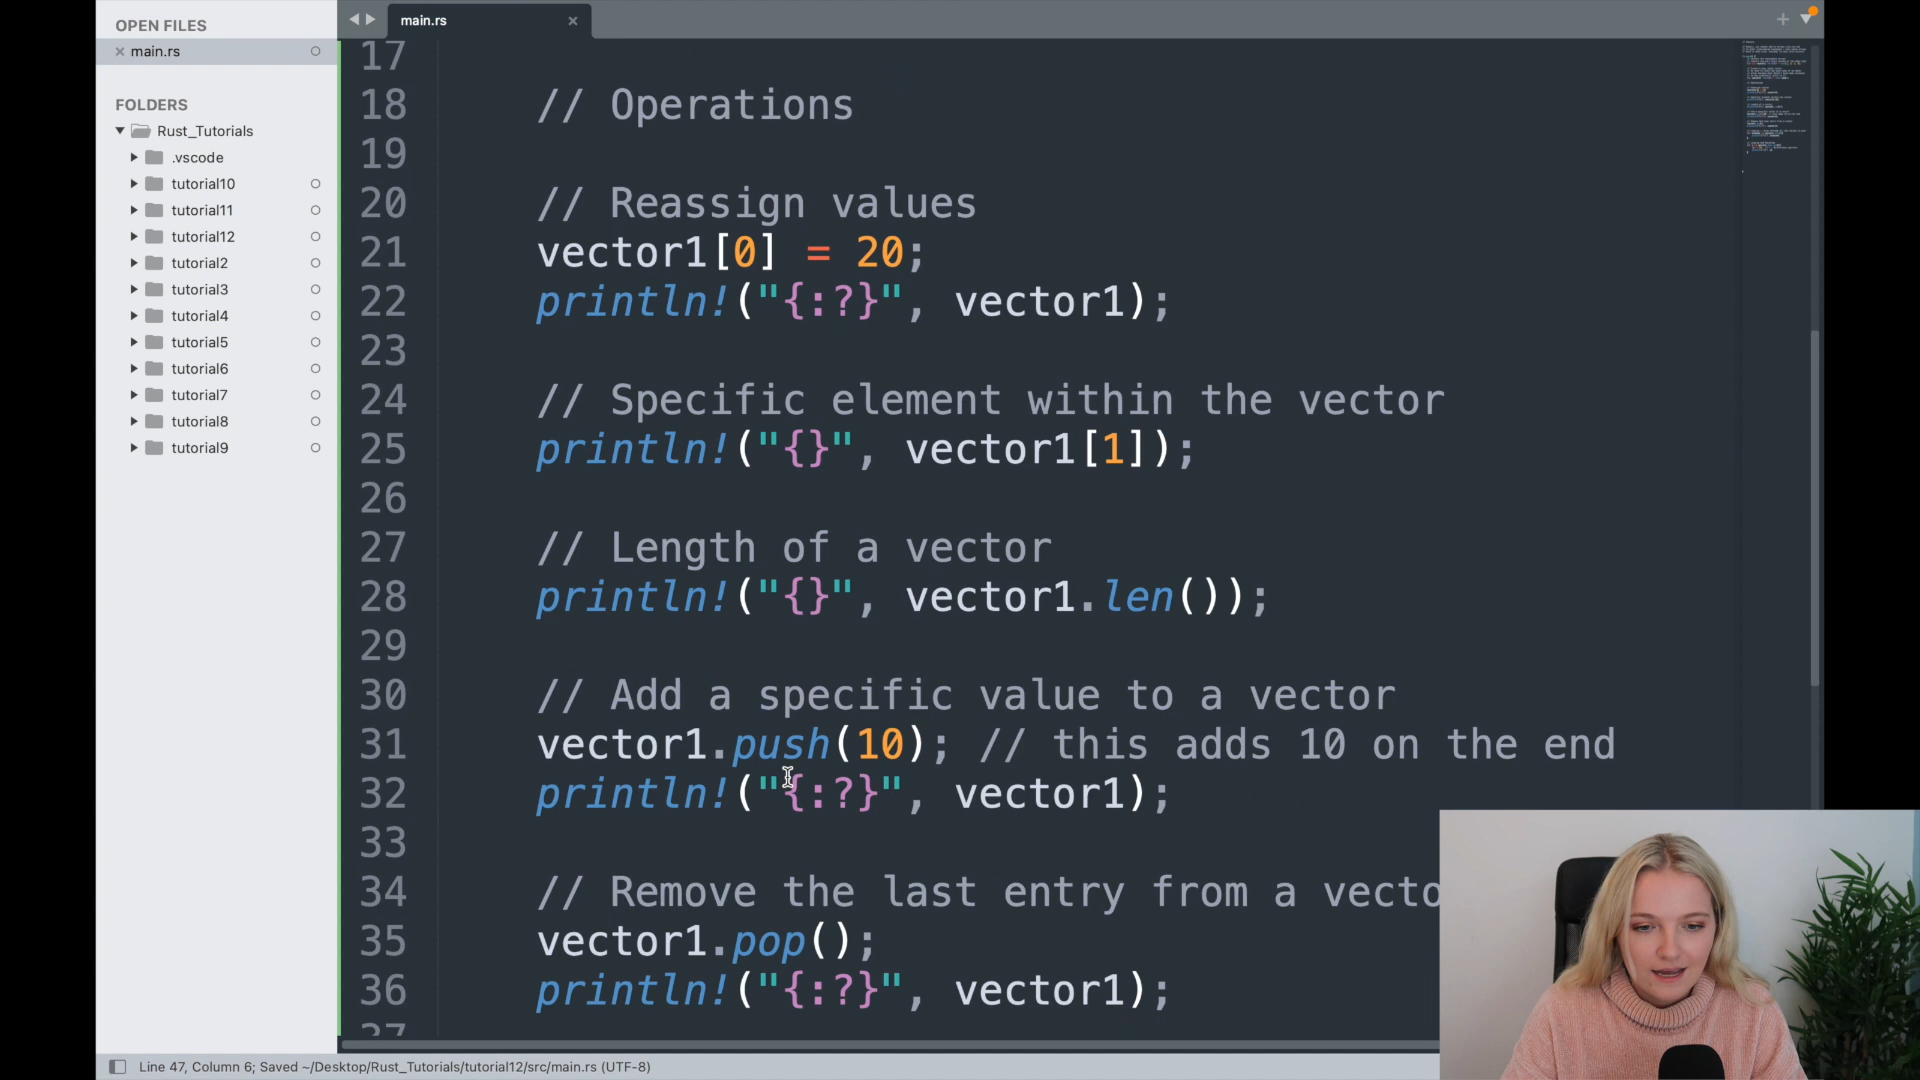 OPEN FILES
main.rs
FOLDERS
Rust_Tutorials
.vscode
tutorial10
tutorial11
tutorial12
tutorial2
tutorial3
tutorial4
tutorial5
tutorial6
tutorial7
tutorial8
tutorial9
main.rs
17
18 // Operations
19
20 // Reassign values
21 vector1[0] = 20;
22 println!("{:?}", vector1);
23
24 // Specific element within the vector
25 println!("{}", vector1[1]);
26
27 // Length of a vector
28 println!("{}", vector1.len());
29
30 // Add a specific value to a vector
31 vector1.push(10); // this adds 10 on the end
32 println!("{:?}", vector1);
33
34 // Remove the last entry from a vecto
35 vector1.pop();
36 println!("{:?}", vector1);
37
Line 47, Column 6; Saved ~/Desktop/Rust_Tutorials/tutorial12/src/main.rs (UTF-8)